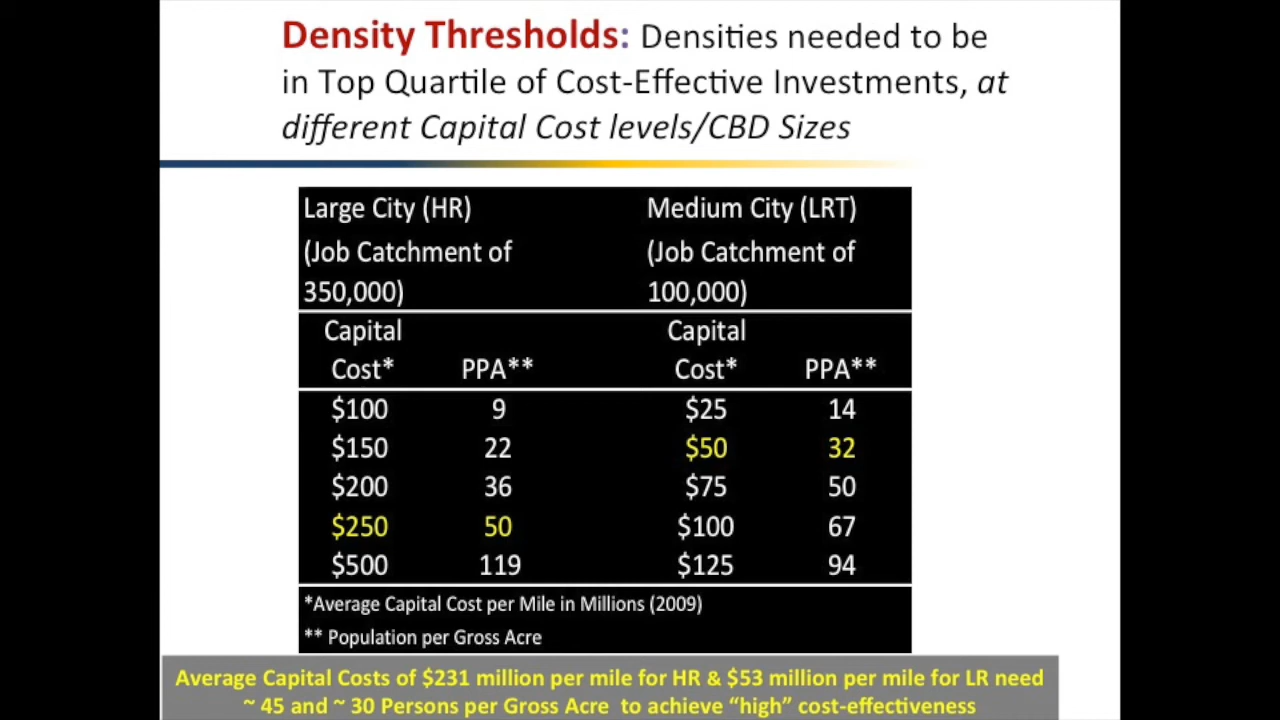 Density Thresholds: Densities needed to be
in Top Quartile of Cost-Effective Investments, at
different Capital Cost levels/CBD Sizes
Large City (HR) Medium City (LRT)
(Job Catchment of (Job Catchment of
350,000) 100,000)
Capital Capital
Cost* PPA** Cost* PPA**
$100 9 $25 14
$150 22 $50 32
$200 36 $75 50
$250 50 $100 67
$500 119 $125 94
*Average Capital Cost per Mile in Millions (2009)
** Population per Gross Acre
Average Capital Costs of $231 million per mile for HR & $53 million per mile for LR need
~ 45 and ~ 30 Persons per Gross Acre to achieve “high” cost-effectiveness